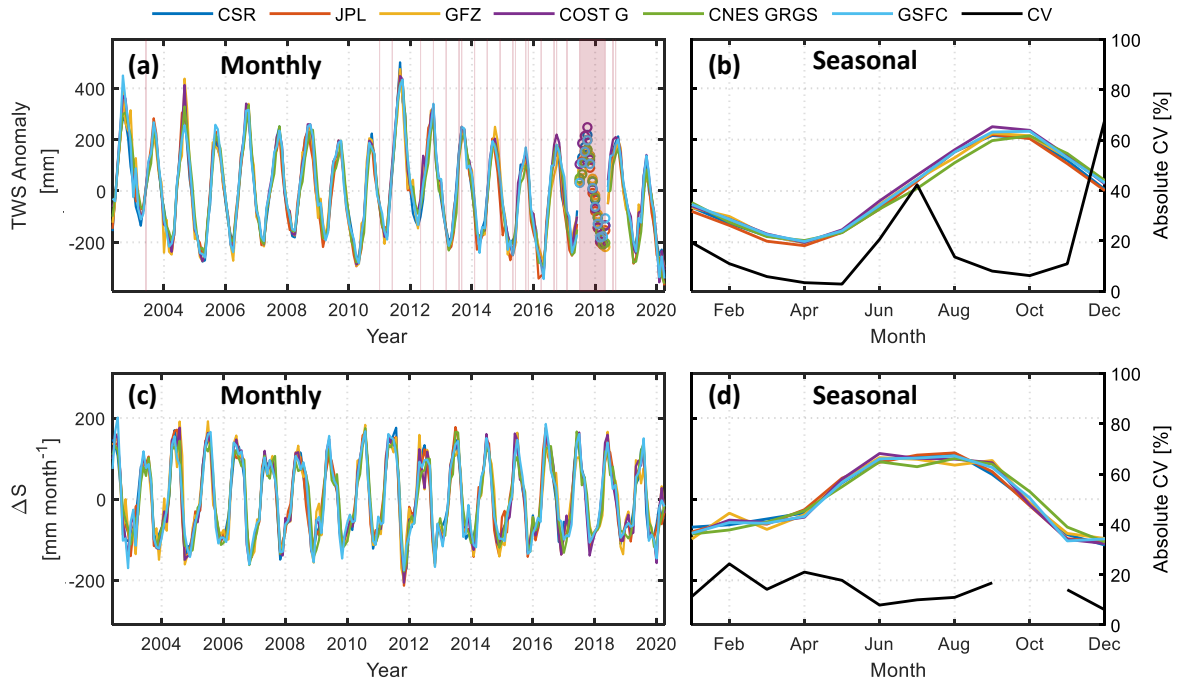 CSR JPL GFZ COST G CNES GRGS GSFC CV
(a) Monthly
400
200
0
-200
TWS Anomaly
[mm]
2004 2006 2008 2010 2012 2014 2016 2018 2020
Year
(b) Seasonal
100
80
60
40
20
0
Absolute CV [%]
Feb Apr Jun Aug Oct Dec
Month
(c) Monthly
200
0
-200
ΔS
[mm month⁻¹]
2004 2006 2008 2010 2012 2014 2016 2018 2020
Year
(d) Seasonal
100
80
60
40
20
0
Absolute CV [%]
Feb Apr Jun Aug Oct Dec
Month